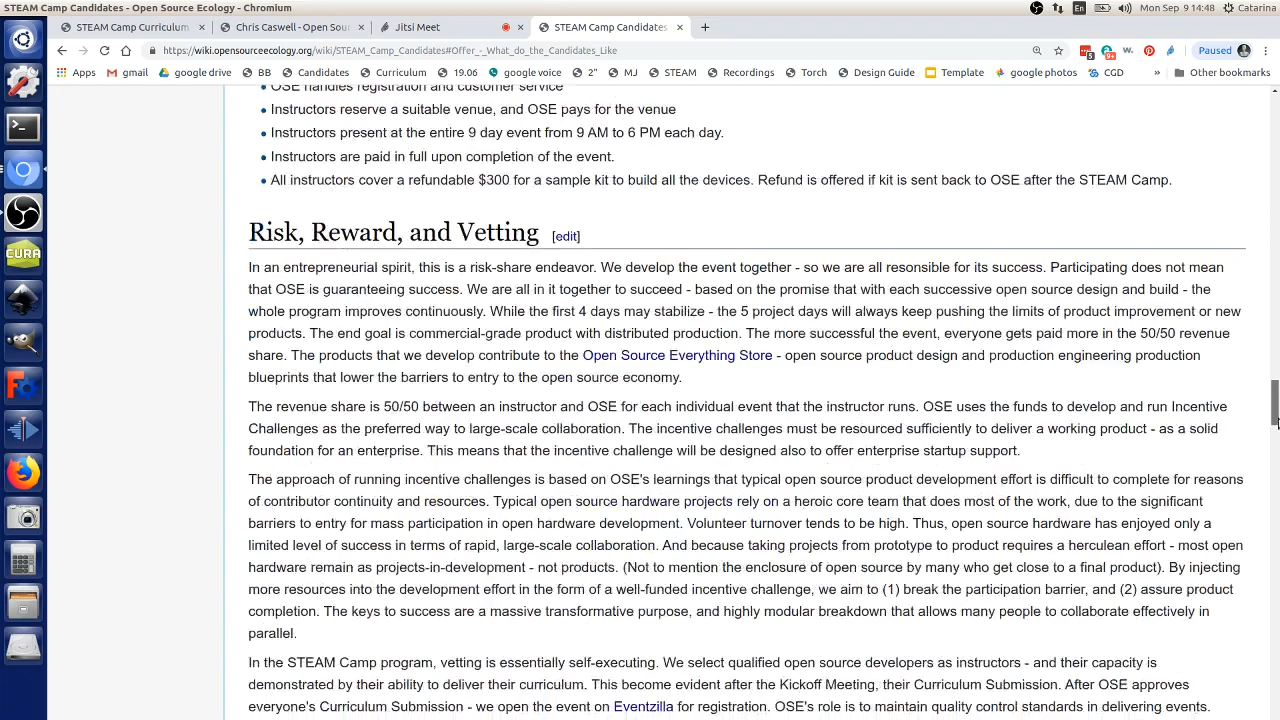 STEAM Camp Candidates - Open Source Ecology - Chromium
En
Mon Sep 9 14:48
Catarina
STEAM Camp Curriculum
Chris Caswell - Open Sour
Jitsi Meet
STEAM Camp Candidates
https://wiki.opensourceecology.org/wiki/STEAM_Camp_Candidates#Offer_-_What_do_the_Candidates_Like
Paused
Apps
gmail
google drive
BB
Candidates
Curriculum
19.06
google voice
2"
MJ
STEAM
Recordings
Torch
Design Guide
Template
google photos
CGD
»
Other bookmarks
OSE handles registration and customer service
Instructors reserve a suitable venue, and OSE pays for the venue
Instructors present at the entire 9 day event from 9 AM to 6 PM each day.
Instructors are paid in full upon completion of the event.
All instructors cover a refundable $300 for a sample kit to build all the devices. Refund is offered if kit is sent back to OSE after the STEAM Camp.
Risk, Reward, and Vetting [edit]
In an entrepreneurial spirit, this is a risk-share endeavor. We develop the event together - so we are all resonsible for its success. Participating does not mean
that OSE is guaranteeing success. We are all in it together to succeed - based on the promise that with each successive open source design and build - the
whole program improves continuously. While the first 4 days may stabilize - the 5 project days will always keep pushing the limits of product improvement or new
products. The end goal is commercial-grade product with distributed production. The more successful the event, everyone gets paid more in the 50/50 revenue
share. The products that we develop contribute to the Open Source Everything Store - open source product design and production engineering production
blueprints that lower the barriers to entry to the open source economy.
The revenue share is 50/50 between an instructor and OSE for each individual event that the instructor runs. OSE uses the funds to develop and run Incentive
Challenges as the preferred way to large-scale collaboration. The incentive challenges must be resourced sufficiently to deliver a working product - as a solid
foundation for an enterprise. This means that the incentive challenge will be designed also to offer enterprise startup support.
The approach of running incentive challenges is based on OSE's learnings that typical open source product development effort is difficult to complete for reasons
of contributor continuity and resources. Typical open source hardware projects rely on a heroic core team that does most of the work, due to the significant
barriers to entry for mass participation in open hardware development. Volunteer turnover tends to be high. Thus, open source hardware has enjoyed only a
limited level of success in terms of rapid, large-scale collaboration. And because taking projects from prototype to product requires a herculean effort - most open
hardware remain as projects-in-development - not products. (Not to mention the enclosure of open source by many who get close to a final product). By injecting
more resources into the development effort in the form of a well-funded incentive challenge, we aim to (1) break the participation barrier, and (2) assure product
completion. The keys to success are a massive transformative purpose, and highly modular breakdown that allows many people to collaborate effectively in
parallel.
In the STEAM Camp program, vetting is essentially self-executing. We select qualified open source developers as instructors - and their capacity is
demonstrated by their ability to deliver their curriculum. This become evident after the Kickoff Meeting, their Curriculum Submission. After OSE approves
everyone's Curriculum Submission - we open the event on Eventzilla for registration. OSE's role is to maintain quality control standards in delivering events.
CURA